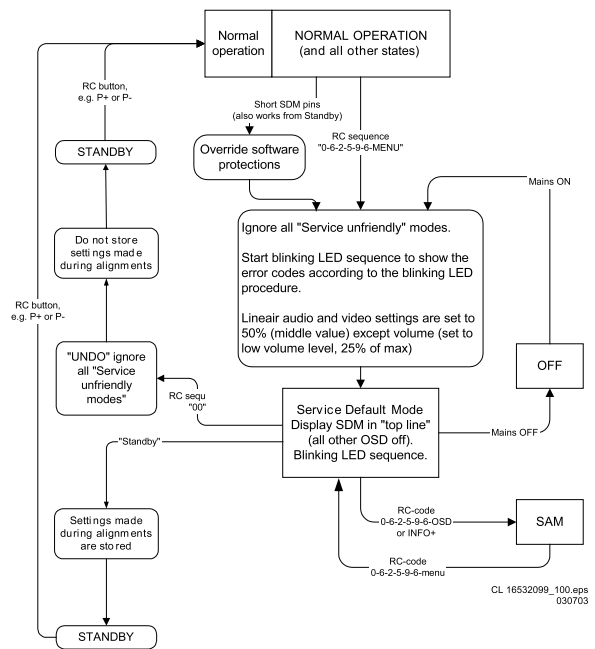 Normal
operation
NORMAL OPERATION
(and all other states)
RC button,
e.g. P+ or P-
Short SDM pins
(also works from Standby)
RC sequence
"0-6-2-5-9-6-MENU"
STANDBY
Override software
protections
Mains ON
Ignore all "Service unfriendly" modes.
Start blinking LED sequence to show the
error codes according to the blinking LED
procedure.
Lineair audio and video settings are set to
50% (middle value) except volume (set to
low volume level, 25% of max)
Do not store
settings made
during alignments
RC button,
e.g. P+ or P-
"UNDO" ignore
all "Service
unfriendly
modes"
OFF
RC sequ
"00"
Service Default Mode
Display SDM in "top line"
(all other OSD off).
Blinking LED sequence.
Mains OFF
"Standby"
Settings made
during alignments
are stored
RC-code
0-6-2-5-9-6-OSD
or INFO+
SAM
RC-code
0-6-2-5-9-6-menu
CL 16532099_100.eps
030703
STANDBY